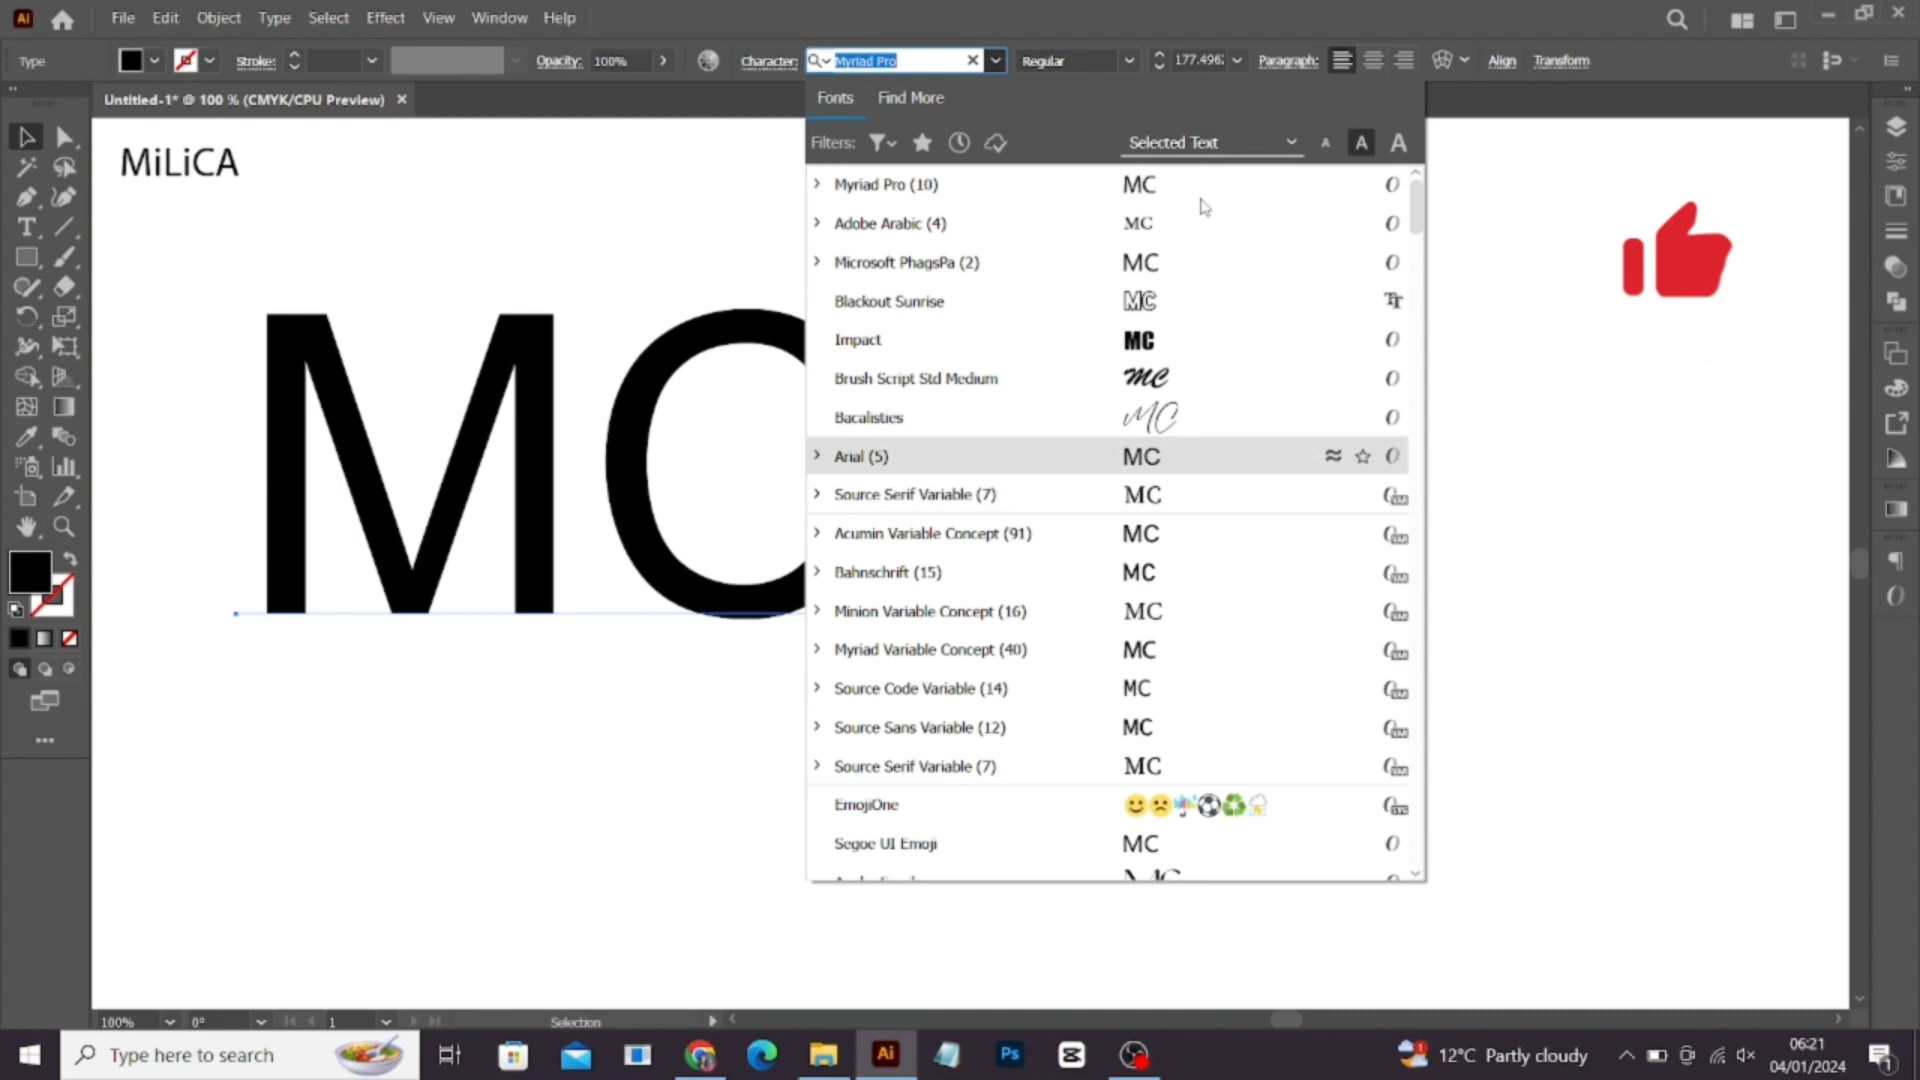 Ai File Edit Object Type Select Effect View Window Help
Type Stroke: Opacity: 100% Character: Myriad Pro Regular 177.496: Paragraph: Align Transform
Untitled-1* @ 100 % (CMYK/CPU Preview)
Fonts Find More
Filters: Selected Text A A A
MiLiCA
MC
Myriad Pro (10) MC
Adobe Arabic (4) MC
Microsoft PhagsPa (2) MC
Blackout Sunrise MC
Impact MC
Brush Script Std Medium MC
Bacalisties MC
Arial (5) MC
Source Serif Variable (7) MC
Acumin Variable Concept (91) MC
Bahnschrift (15) MC
Minion Variable Concept (16) MC
Myriad Variable Concept (40) MC
Source Code Variable (14) MC
Source Sans Variable (12) MC
Source Serif Variable (7) MC
EmojiOne
Segoe UI Emoji MC
100% 0° 1 Selection
Type here to search Ai Ps 12°C Partly cloudy 06:21
04/01/2024 1